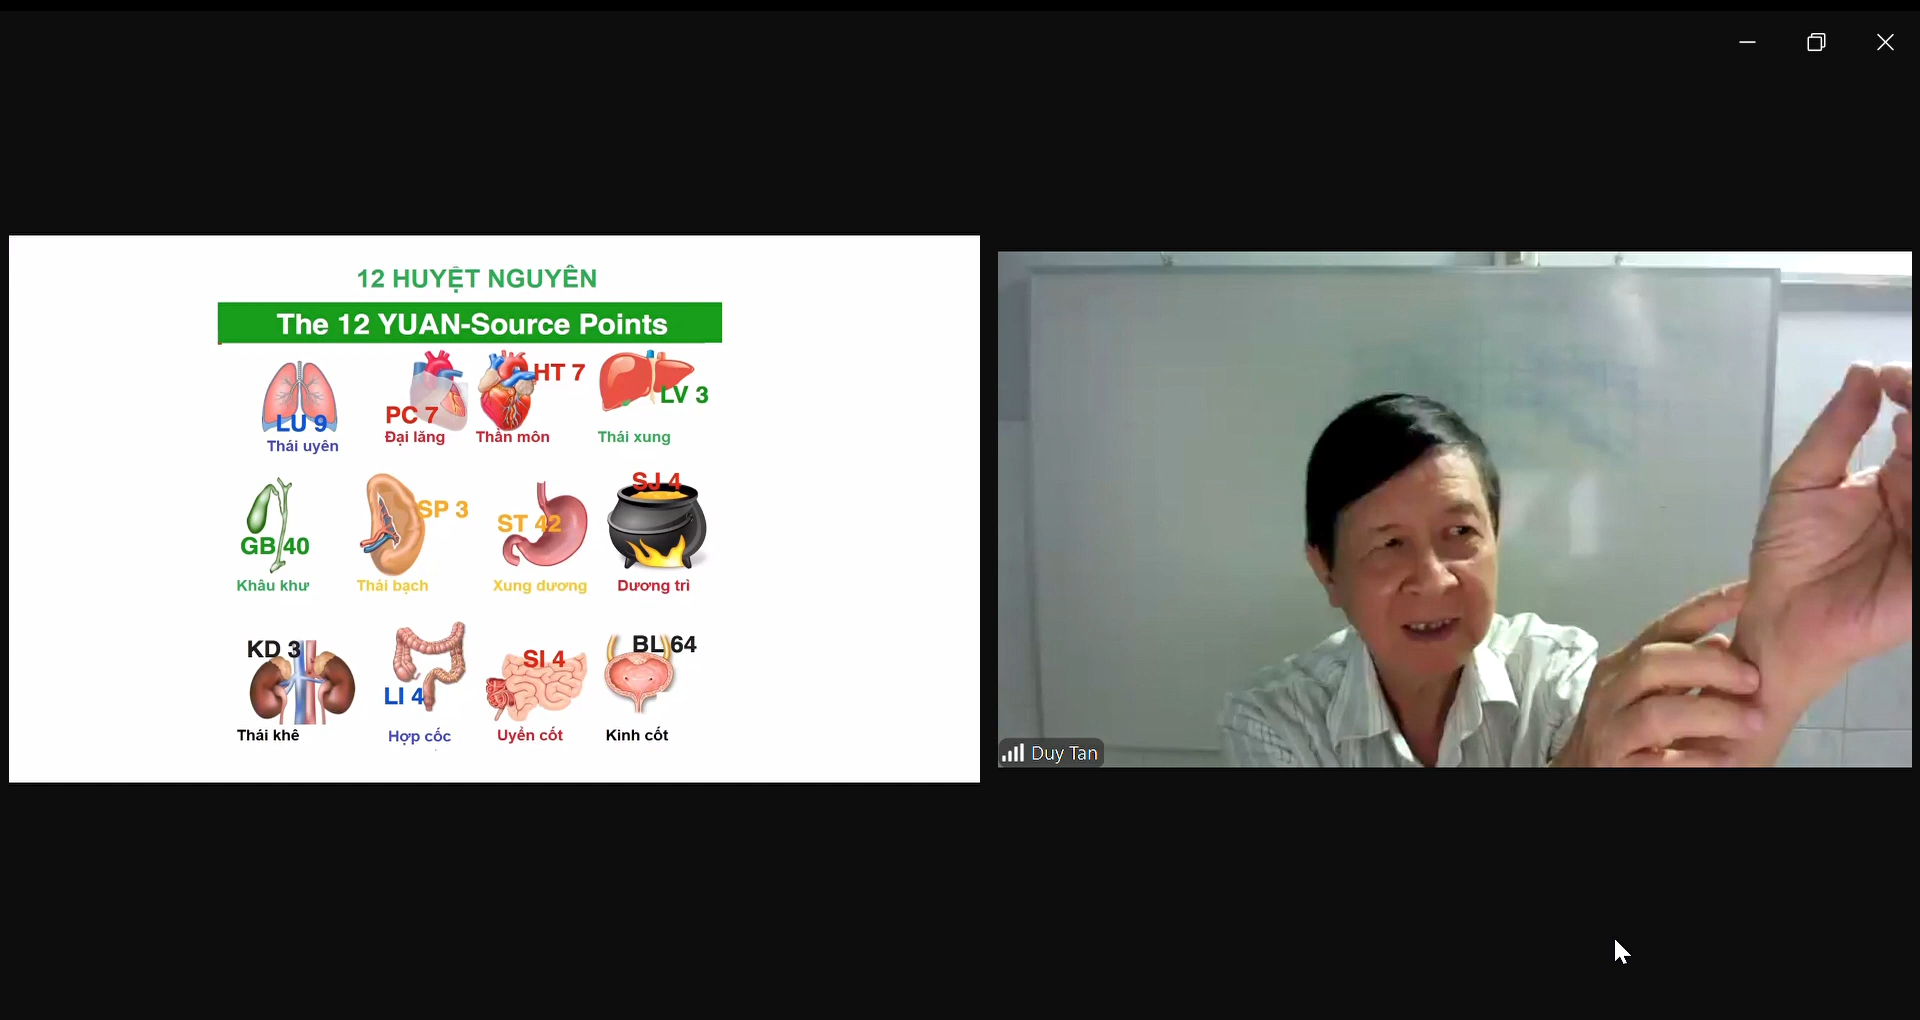 12 HUYỆT NGUYÊN
The 12 YUAN-Source Points
LU 9
Thái uyên
PC 7
Đại lăng
HT 7
Thần môn
LV 3
Thái xung
GB 40
Khâu khư
SP 3
Thái bạch
ST 42
Xung dương
SJ 4
Dương trì
KD 3
Thái khê
LI 4
Hợp cốc
SI 4
Uyển cốt
BL 64
Kinh cốt
Duy Tan